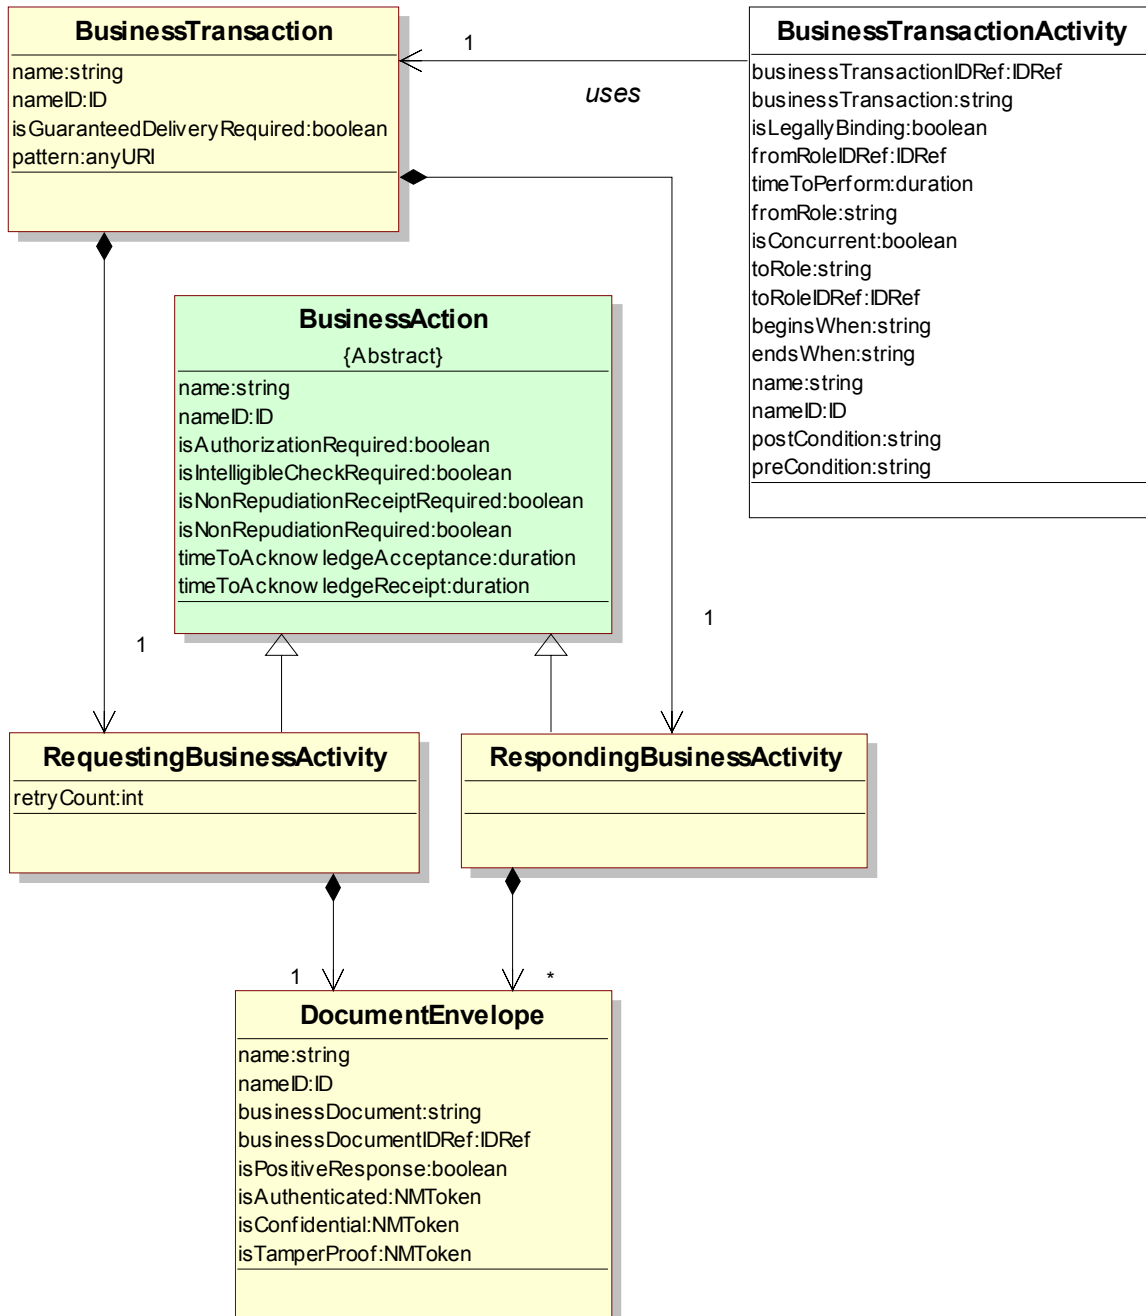 BusinessTransaction
name:string
nameID:ID
isGuaranteedDeliveryRequired:boolean
pattern:anyURI
1
uses
BusinessTransactionActivity
businessTransactionIDRef:IDRef
businessTransaction:string
isLegallyBinding:boolean
fromRoleIDRef:IDRef
timeToPerform:duration
fromRole:string
isConcurrent:boolean
toRole:string
toRoleIDRef:IDRef
beginsWhen:string
endsWhen:string
name:string
nameID:ID
postCondition:string
preCondition:string
BusinessAction
{Abstract}
name:string
nameID:ID
isAuthorizationRequired:boolean
isIntelligibleCheckRequired:boolean
isNonRepudiationReceiptRequired:boolean
isNonRepudiationRequired:boolean
timeToAcknowledgeAcceptance:duration
timeToAcknowledgeReceipt:duration
1
1
RequestingBusinessActivity
retryCount:int
RespondingBusinessActivity
1
*
DocumentEnvelope
name:string
nameID:ID
businessDocument:string
businessDocumentIDRef:IDRef
isPositiveResponse:boolean
isAuthenticated:NMToken
isConfidential:NMToken
isTamperProof:NMToken